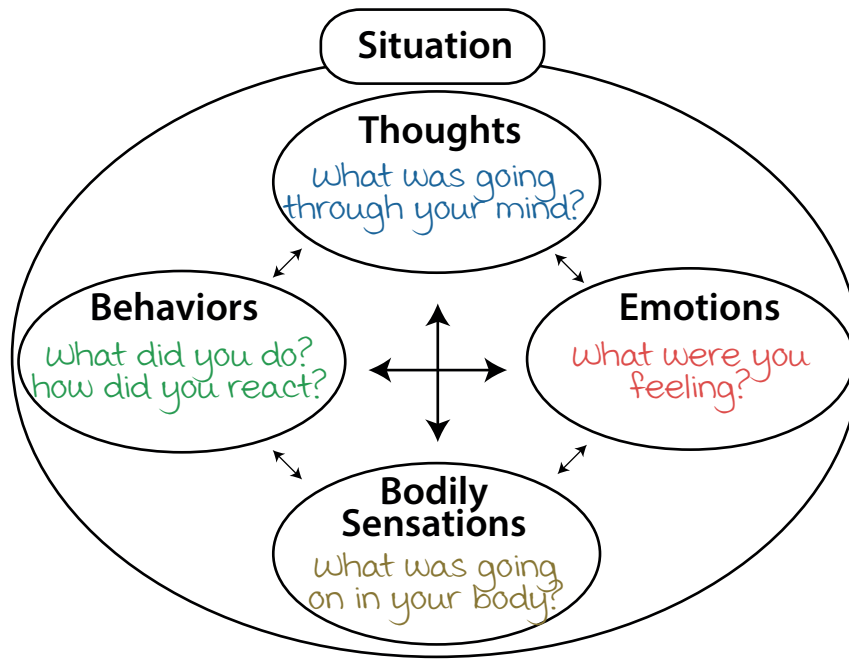 Situation
Thoughts
What was going
through your mind?
Behaviors
What did you do?
how did you react?
Emotions
What were you
feeling?
Bodily
Sensations
What was going
on in your body?